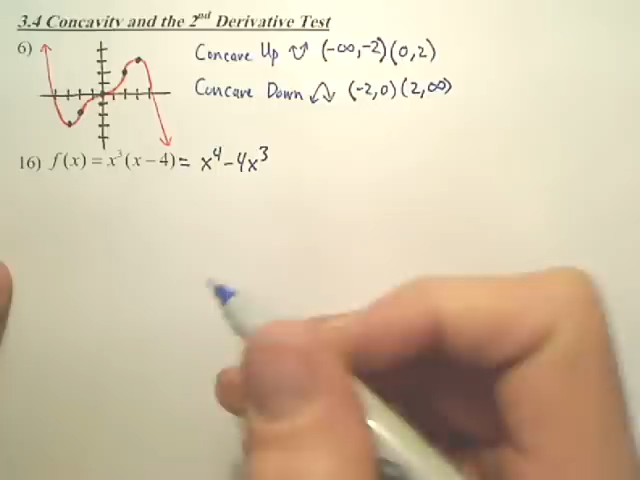 3.4 Concavity and the 2nd Derivative Test
6) Concave Up (-∞,-2)(0,2)
Concave Down (-2,0)(2,∞)
16) f(x) = x³(x-4) = x⁴-4x³